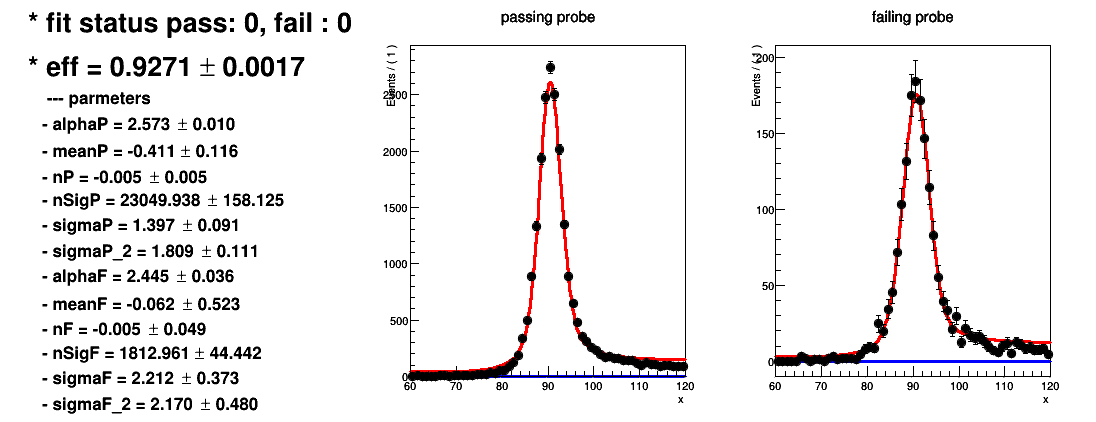 * fit status pass: 0, fail : 0
* eff = 0.9271 ± 0.0017
--- parmeters
- alphaP = 2.573 ± 0.010
- meanP = -0.411 ± 0.116
- nP = -0.005 ± 0.005
- nSigP = 23049.938 ± 158.125
- sigmaP = 1.397 ± 0.091
- sigmaP_2 = 1.809 ± 0.111
- alphaF = 2.445 ± 0.036
- meanF = -0.062 ± 0.523
- nF = -0.005 ± 0.049
- nSigF = 1812.961 ± 44.442
- sigmaF = 2.212 ± 0.373
- sigmaF_2 = 2.170 ± 0.480
passing probe
Events / ( 1 )
2500
2000
1500
1000
500
0
60 70 80 90 100 110 120
x
failing probe
Events / ( 1 )
200
150
100
50
0
60 70 80 90 100 110 120
x